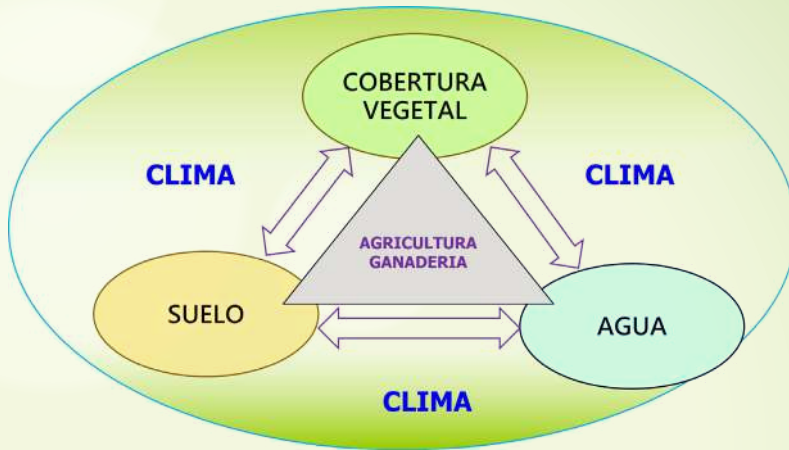 COBERTURA
VEGETAL
CLIMA
CLIMA
AGRICULTURA
GANADERIA
SUELO
AGUA
CLIMA